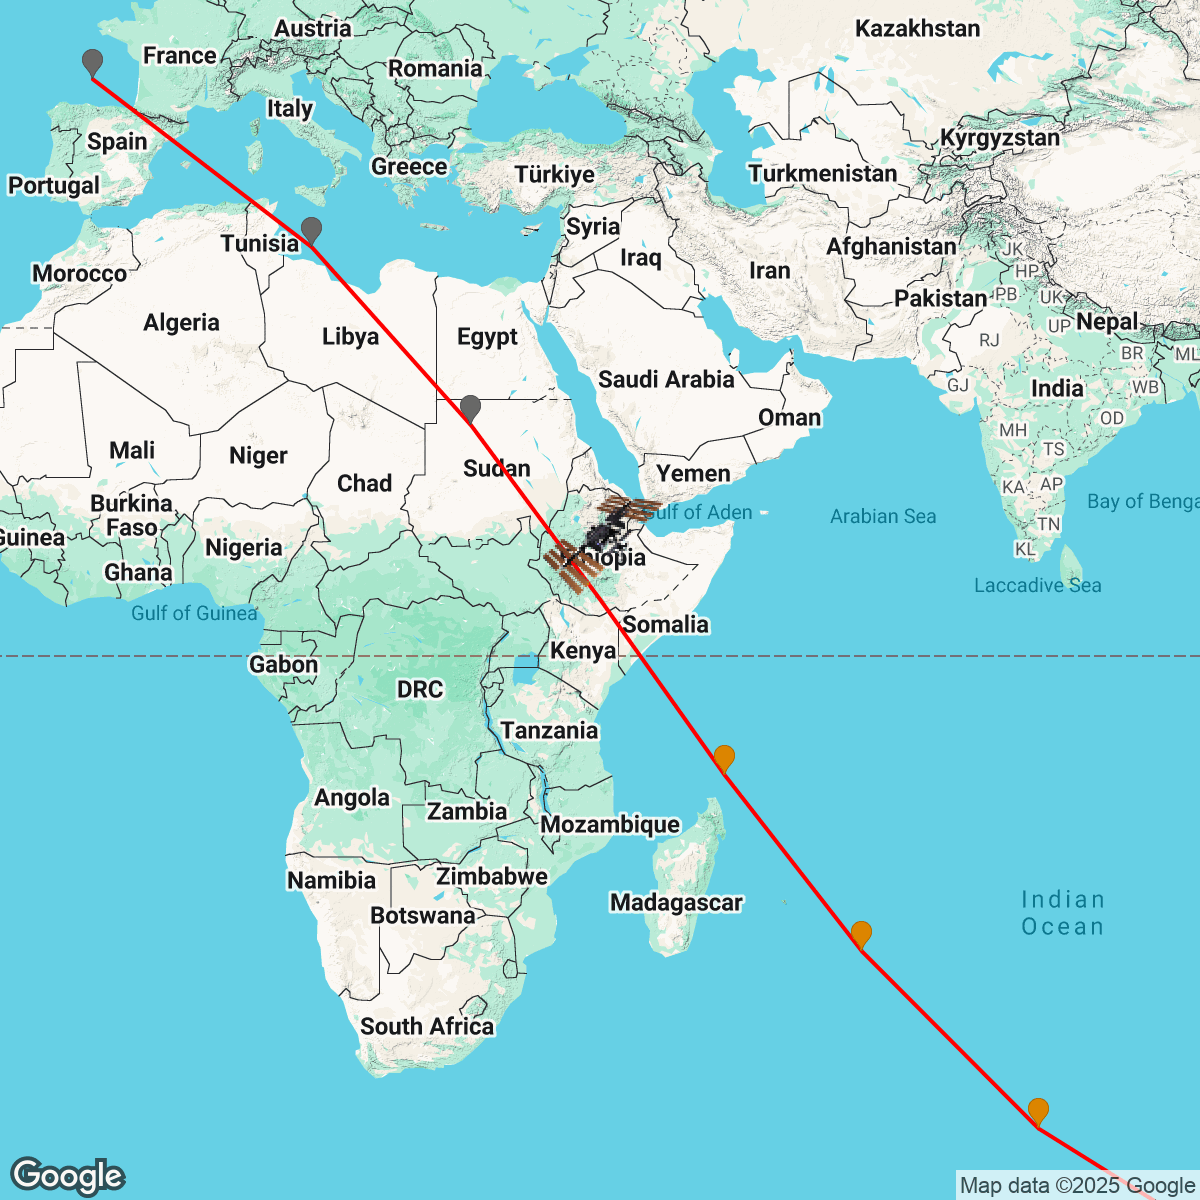 Austria
Kazakhstan
France
Romania
Italy
Kyrgyzstan
Spain
Greece
Türkiye
Turkmenistan
Portugal
Syria
Tunisia
Afghanistan
JK
Iraq
Iran
HP
Morocco
Pakistan
PB
UK
Algeria
Nepal
UP
Libya
Egypt
RJ
BR
ML
Saudi Arabia
GJ
India
WB
Oman
OD
MH
Mali
Niger
TS
Sudan
Yemen
Chad
KA
AP
Burkina
Faso
Bay of Benga
Gulf of Aden
Arabian Sea
TN
Guinea
Nigeria
KL
Ghana
Laccadive Sea
Gulf of Guinea
Somalia
Kenya
Gabon
DRC
Tanzania
Angola
Zambia
Mozambique
Zimbabwe
Namibia
Madagascar
Indian
Ocean
Botswana
South Africa
Google
Map data ©2025 Google